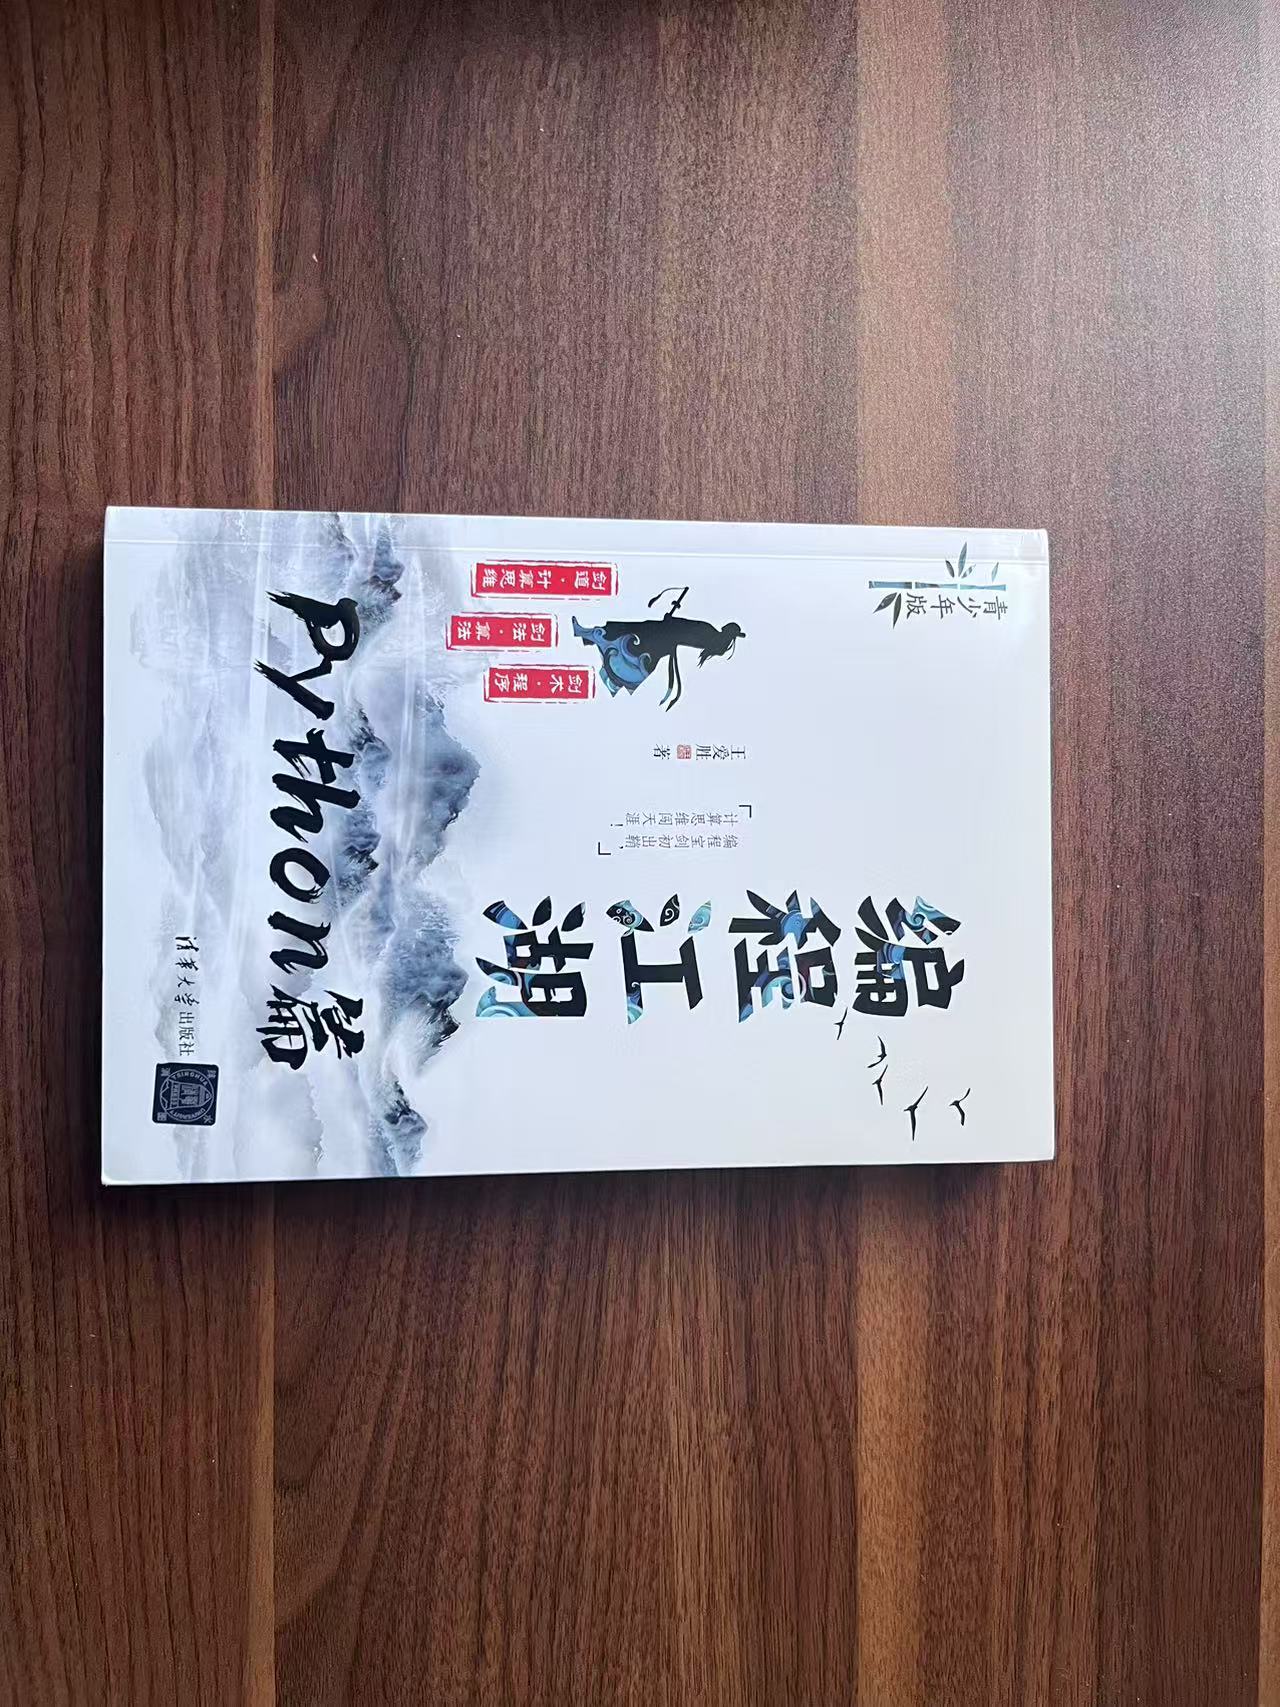 青少年版
编程江湖
编程宝剑初出鞘，
计算思维闯天涯！
王爱胜 著
剑术·程序
剑法·算法
剑道·计算思维
Python篇
清华大学出版社